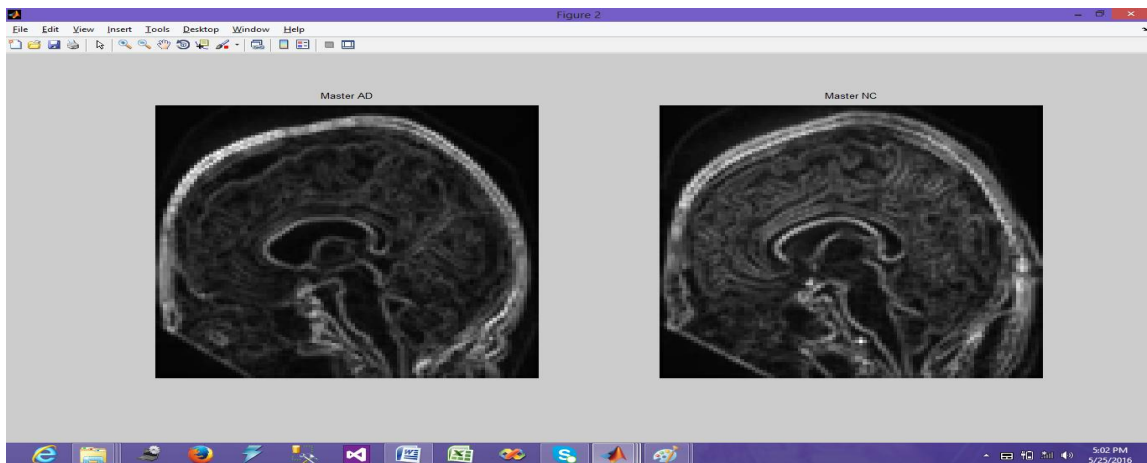 Figure 2
File Edit View Insert Tools Desktop Window Help
Master AD
Master NC
5:02 PM
5/25/2016